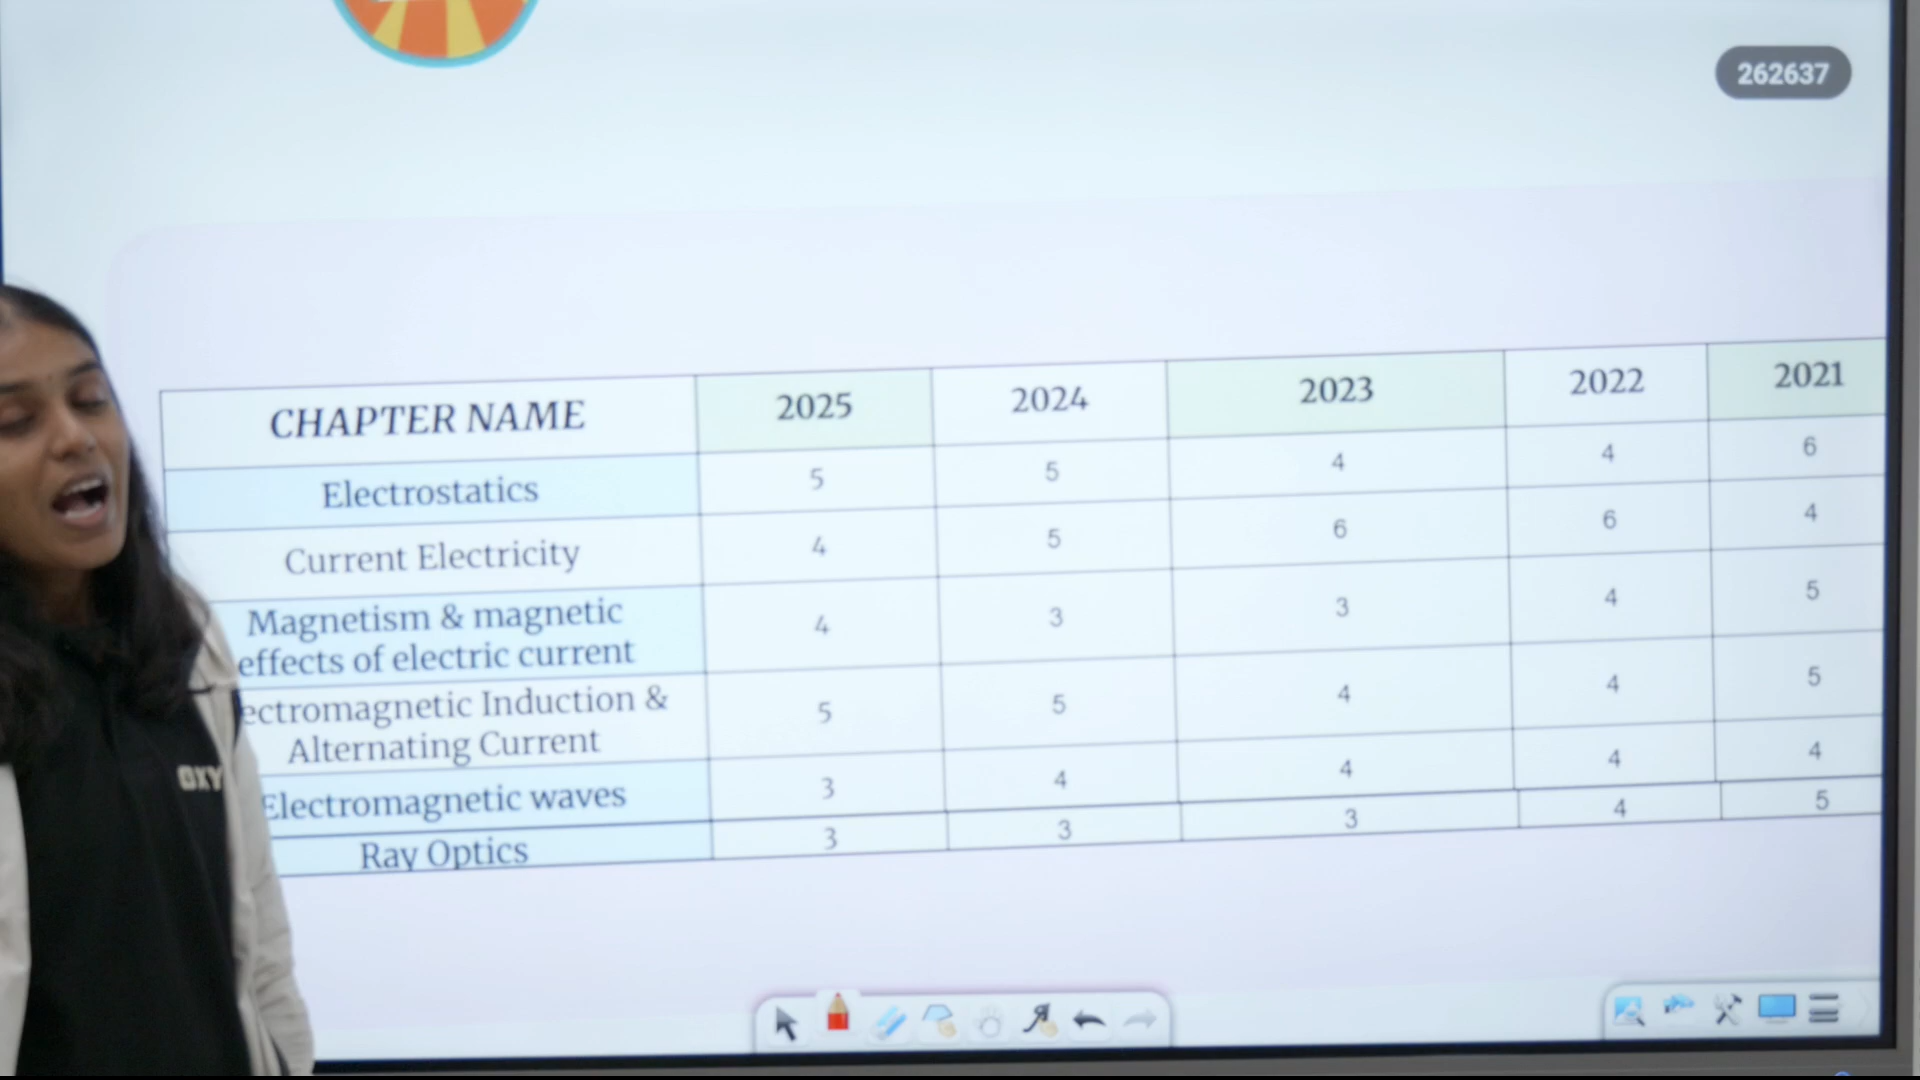 262637
CHAPTER NAME 2025 2024 2023 2022 2021
Electrostatics 5 5 4 4 6
Current Electricity 4 5 6 6 4
Magnetism & magnetic
effects of electric current 4 3 3 4 5
ectromagnetic Induction &
Alternating Current 5 5 4 4 5
Electromagnetic waves 3 4 4 4 4
Ray Optics 3 3 3 4 5
OXY